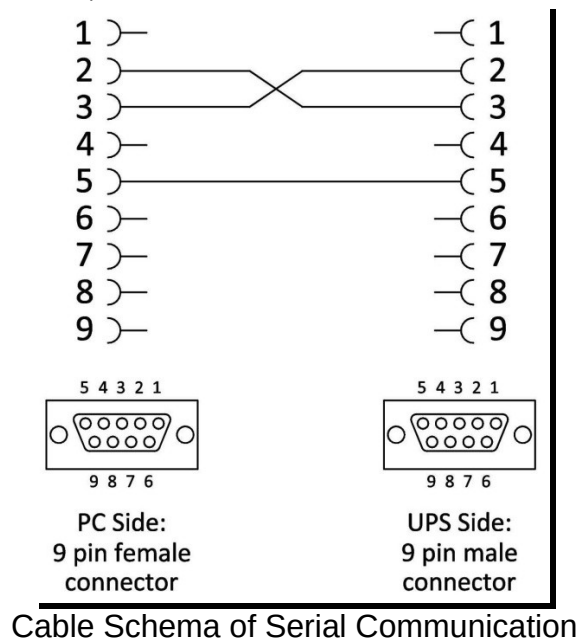 1 1
2 2
3 3
4 4
5 5
6 6
7 7
8 8
9 9
5 4 3 2 1 5 4 3 2 1
9 8 7 6 9 8 7 6
PC Side: UPS Side:
9 pin female 9 pin male
connector connector
Cable Schema of Serial Communication